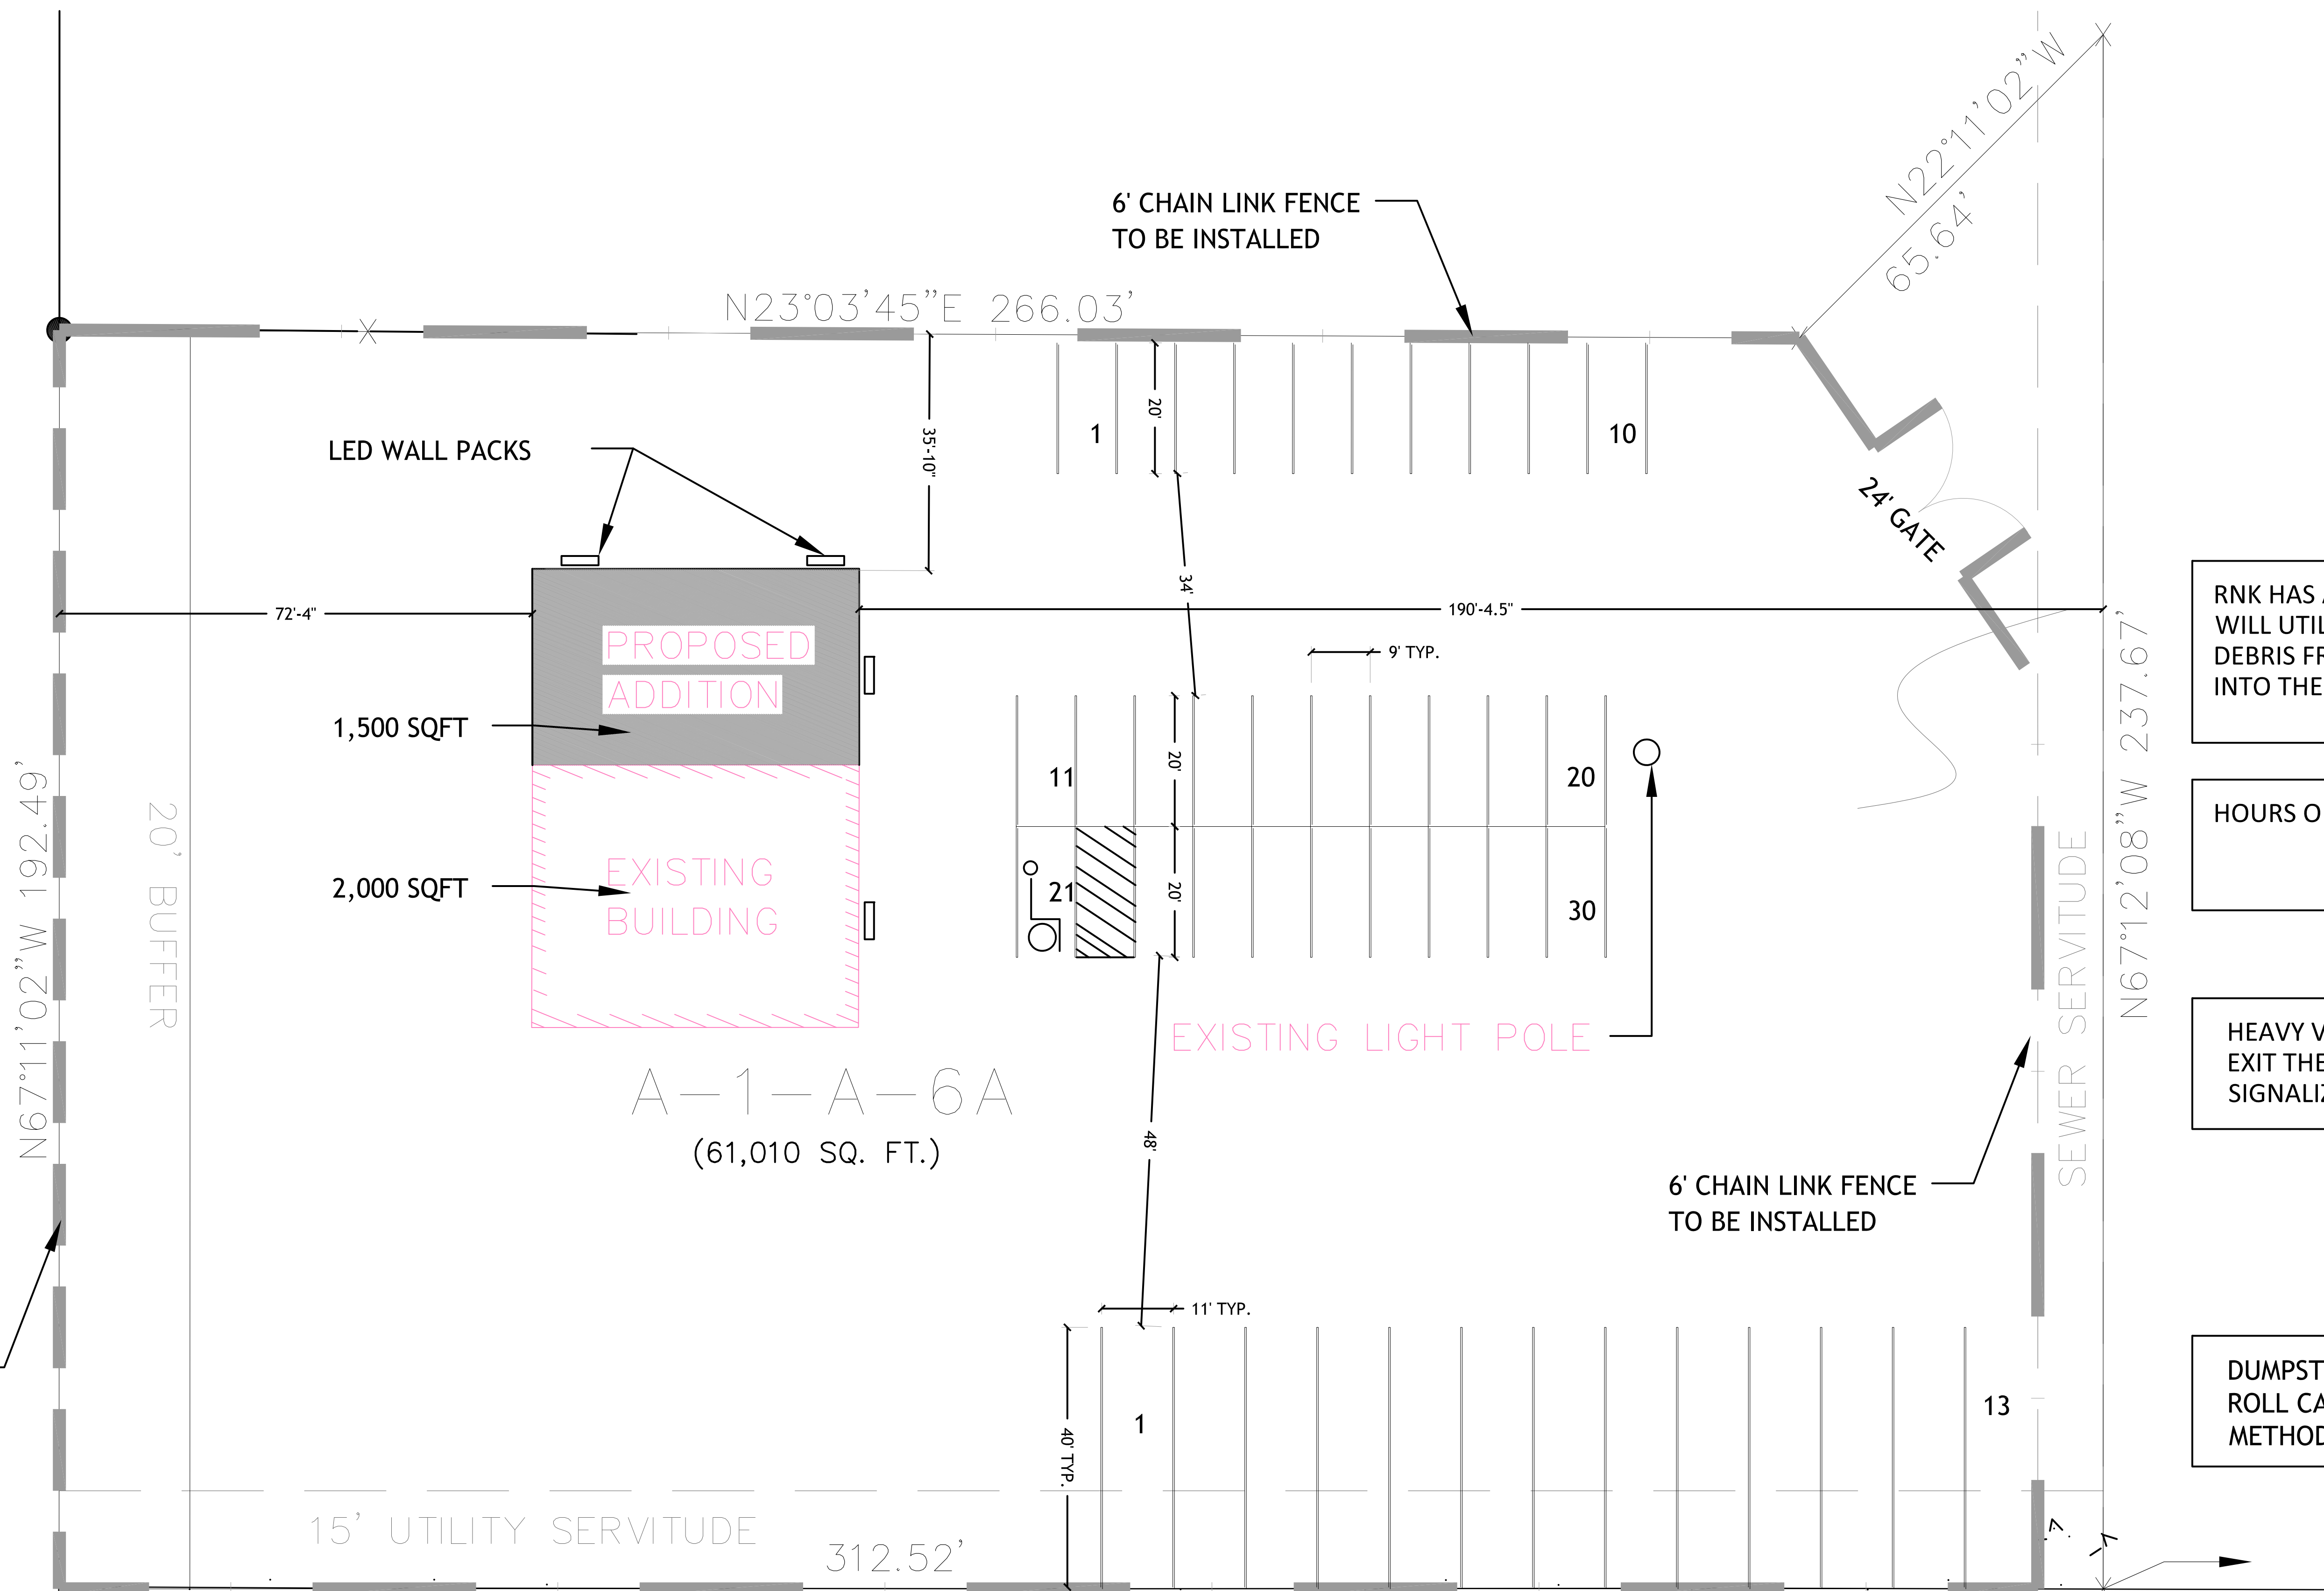 N22°11'02"W
65.64'
6' CHAIN LINK FENCE
TO BE INSTALLED
N23°03'45"E 266.03'
LED WALL PACKS
35'-10"
20'
1
10
24' GATE
34'
72'-4"
190'-4.5"
9' TYP.
PROPOSED
ADDITION
1,500 SQFT
2,000 SQFT
EXISTING
BUILDING
11
20'
20
21
20'
30
N67°11'02"W 192.49'
20' BUFFER
EXISTING LIGHT POLE
SEWER SERVITUDE
N67°12'08"W 237.67'
A-1-A-6A
(61,010 SQ. FT.)
48'
6' CHAIN LINK FENCE
TO BE INSTALLED
11' TYP.
40' TYP.
1
13
15' UTILITY SERVITUDE
312.52'
RNK HAS
WILL UTIL
DEBRIS FR
INTO THE
HOURS O
HEAVY V
EXIT THE
SIGNALIZ
DUMPST
ROLL CA
METHOD